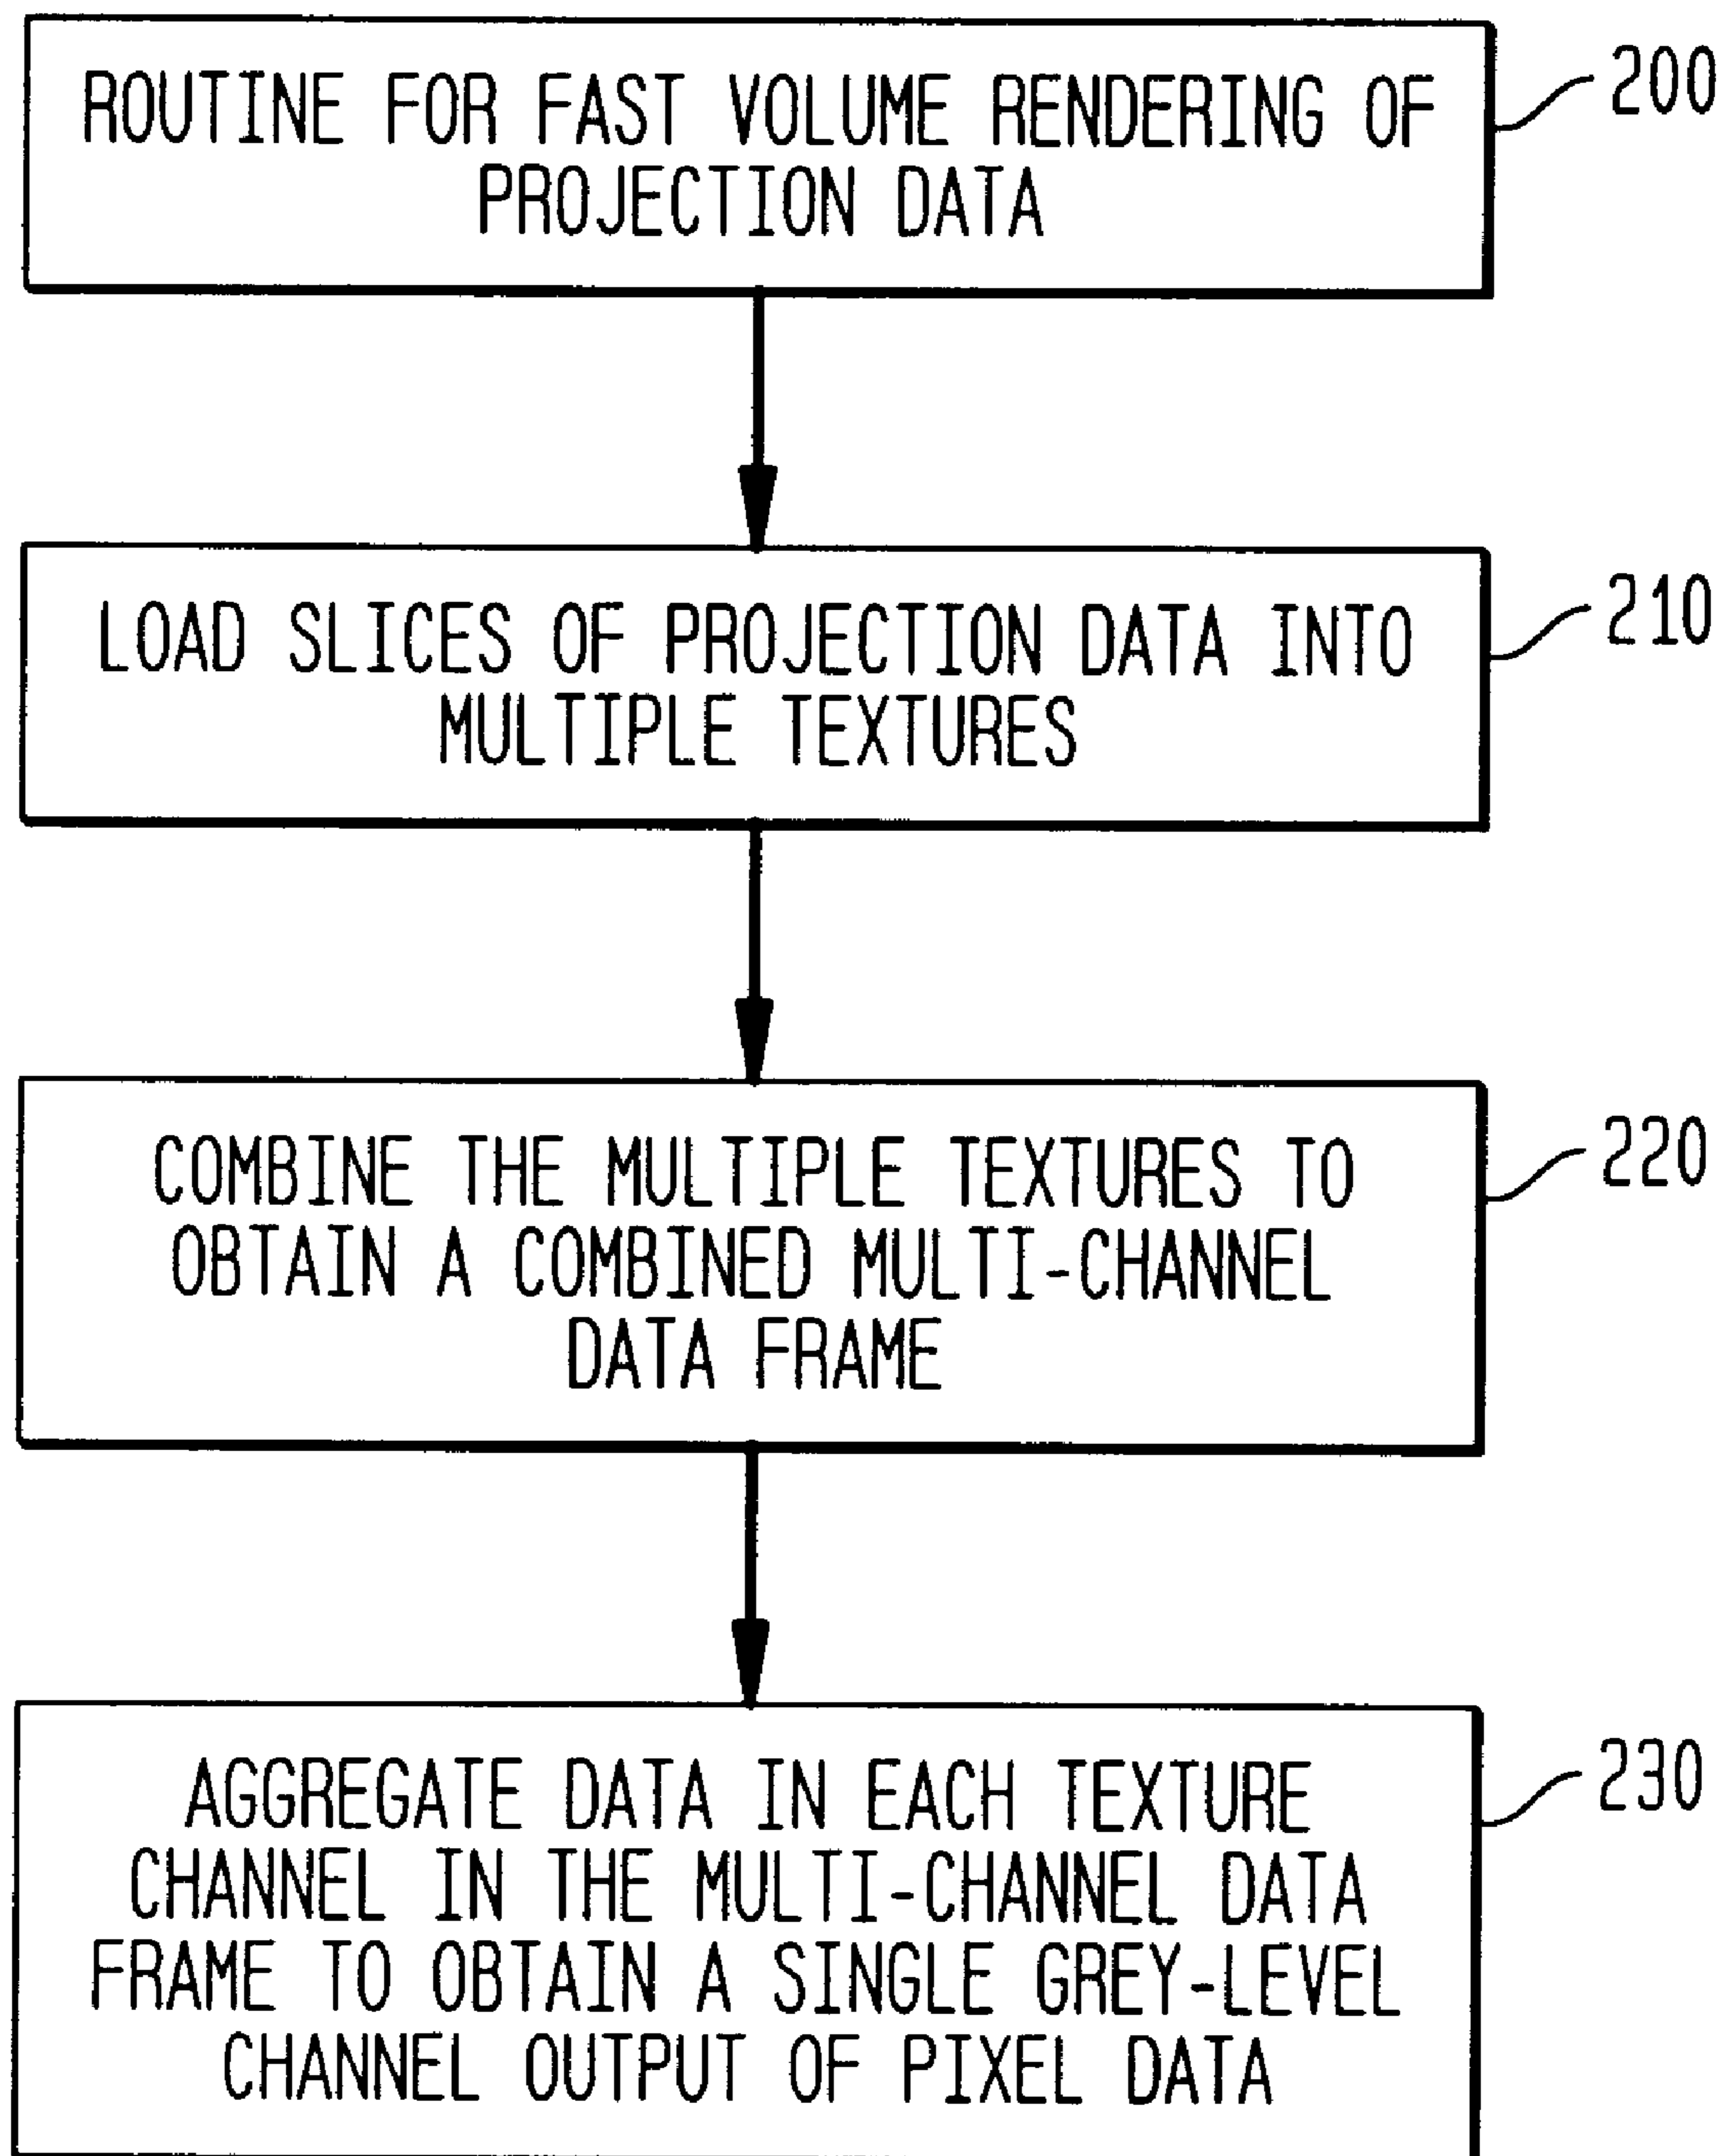 ROUTINE FOR FAST VOLUME RENDERING OF
PROJECTION DATA
200
LOAD SLICES OF PROJECTION DATA INTO
MULTIPLE TEXTURES
210
COMBINE THE MULTIPLE TEXTURES TO
OBTAIN A COMBINED MULTI-CHANNEL
DATA FRAME
220
AGGREGATE DATA IN EACH TEXTURE
CHANNEL IN THE MULTI-CHANNEL DATA
FRAME TO OBTAIN A SINGLE GREY-LEVEL
CHANNEL OUTPUT OF PIXEL DATA
230